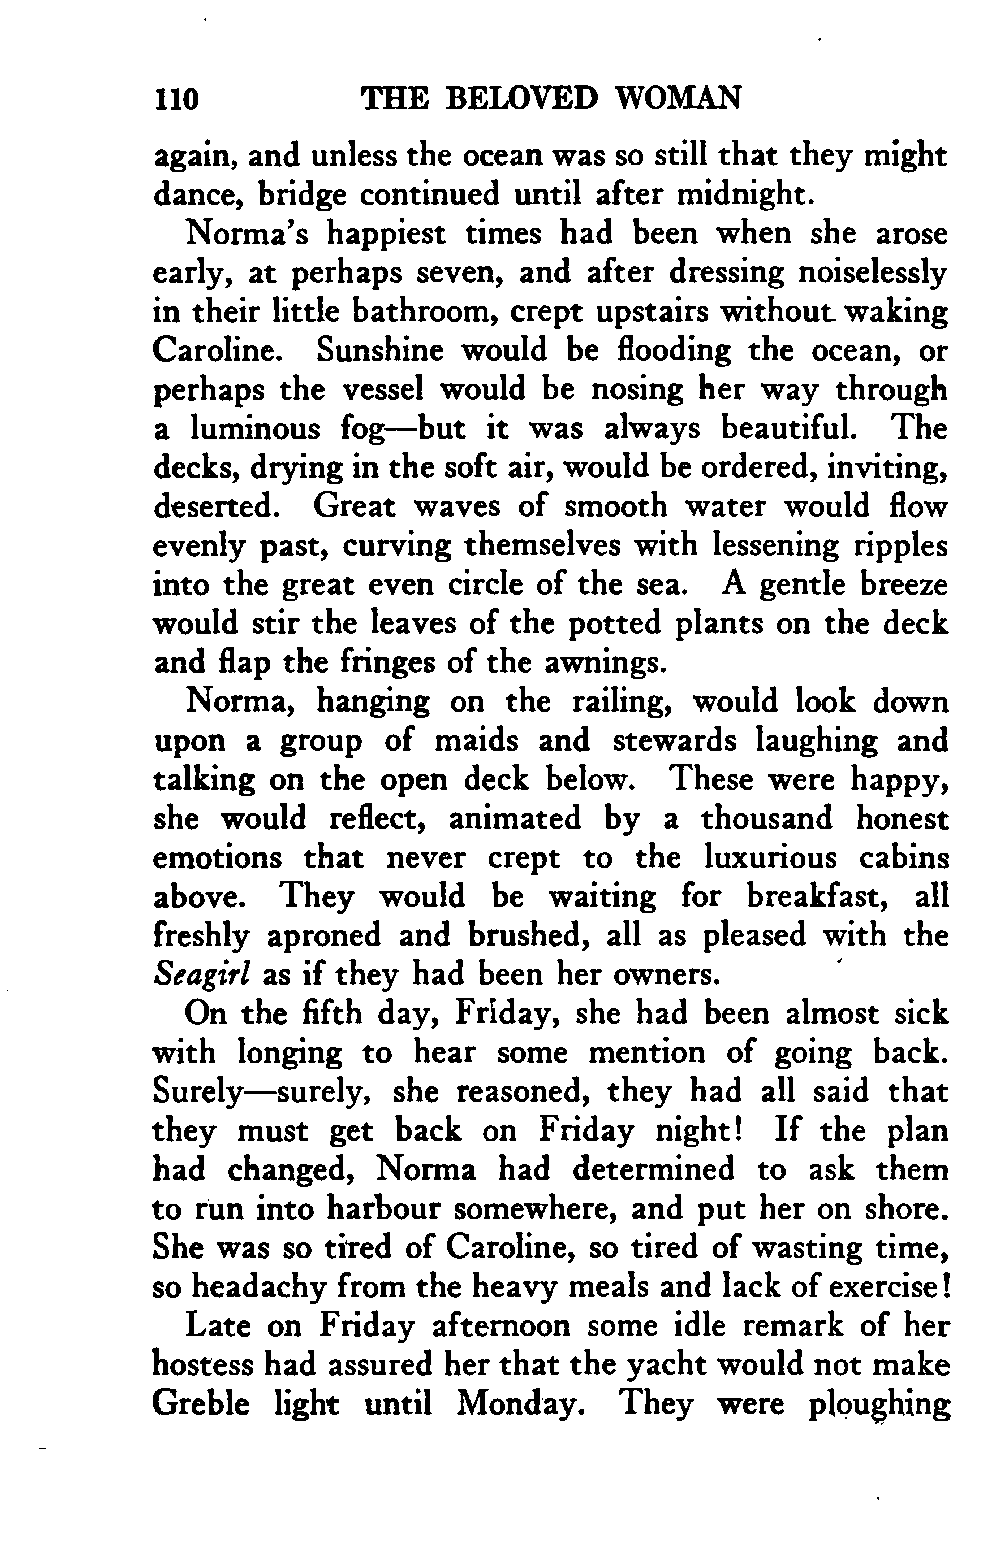 110 THE BELOVED WOMAN
again, and unless the ocean was so still that they might
dance, bridge continued until after midnight.
Norma's happiest times had been when she arose
early, at perhaps seven, and after dressing noiselessly
in their little bathroom, crept upstairs without waking
Caroline. Sunshine would be flooding the ocean, or
perhaps the vessel would be nosing her way through
a luminous fog—but it was always beautiful. The
decks, drying in the soft air, would be ordered, inviting,
deserted. Great waves of smooth water would flow
evenly past, curving themselves with lessening ripples
into the great even circle of the sea. A gentle breeze
would stir the leaves of the potted plants on the deck
and flap the fringes of the awnings.
Norma, hanging on the railing, would look down
upon a group of maids and stewards laughing and
talking on the open deck below. These were happy,
she would reflect, animated by a thousand honest
emotions that never crept to the luxurious cabins
above. They would be waiting for breakfast, all
freshly aproned and brushed, all as pleased with the
Seagirl as if they had been her owners.
On the fifth day, Friday, she had been almost sick
with longing to hear some mention of going back.
Surely—surely, she reasoned, they had all said that
they must get back on Friday night! If the plan
had changed, Norma had determined to ask them
to run into harbour somewhere, and put her on shore.
She was so tired of Caroline, so tired of wasting time,
so headachy from the heavy meals and lack of exercise!
Late on Friday afternoon some idle remark of her
hostess had assured her that the yacht would not make
Greble light until Monday. They were ploughing